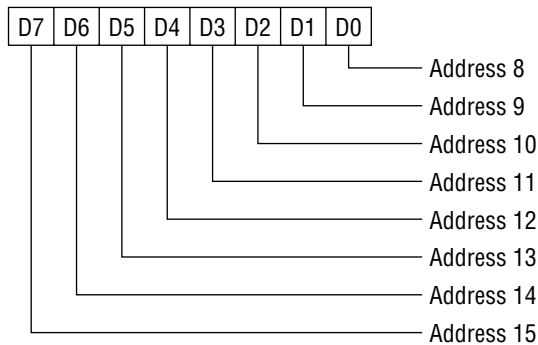 D7 D6 D5 D4 D3 D2 D1 D0
Address 8
Address 9
Address 10
Address 11
Address 12
Address 13
Address 14
Address 15